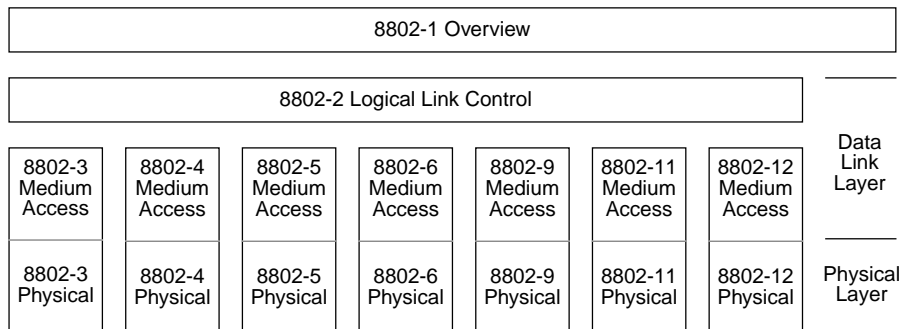 8802-1 Overview
8802-2 Logical Link Control
Data
Link
Layer
8802-3
Medium
Access
8802-4
Medium
Access
8802-5
Medium
Access
8802-6
Medium
Access
8802-9
Medium
Access
8802-11
Medium
Access
8802-12
Medium
Access
8802-3
Physical
8802-4
Physical
8802-5
Physical
8802-6
Physical
8802-9
Physical
8802-11
Physical
8802-12
Physical
Physical
Layer